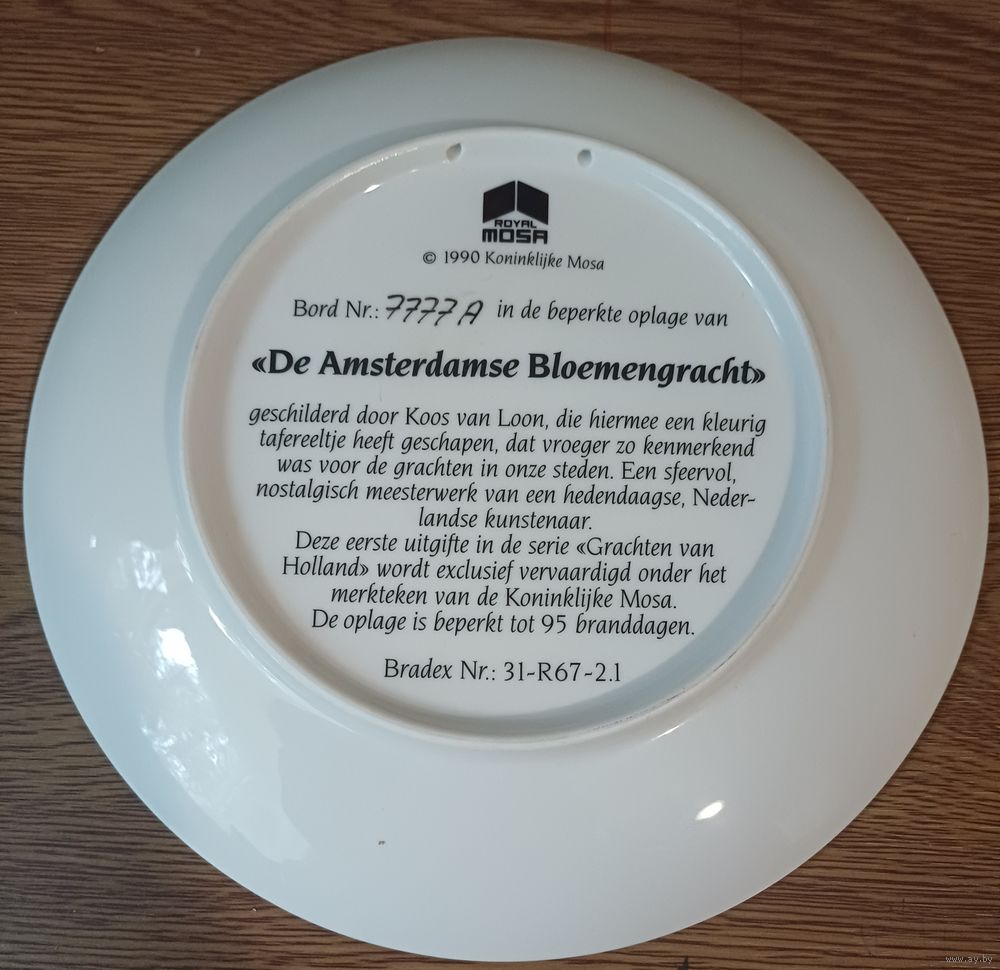 ROYAL
MOSA
© 1990 Koninklijke Mosa
Bord Nr.: 7777A in de beperkte oplage van
«De Amsterdamse Bloemengracht»
geschilderd door Koos van Loon, die hiermee een kleurig
tafereeltje heeft geschapen, dat vroeger zo kenmerkend
was voor de grachten in onze steden. Een sfeervol,
nostalgisch meesterwerk van een hedendaagse, Neder-
landse kunstenaar.
Deze eerste uitgifte in de serie «Grachten van
Holland» wordt exclusief vervaardigd onder het
merkteken van de Koninklijke Mosa.
De oplage is beperkt tot 95 branddagen.
Bradex Nr.: 31-R67-2.1
www.ay.by